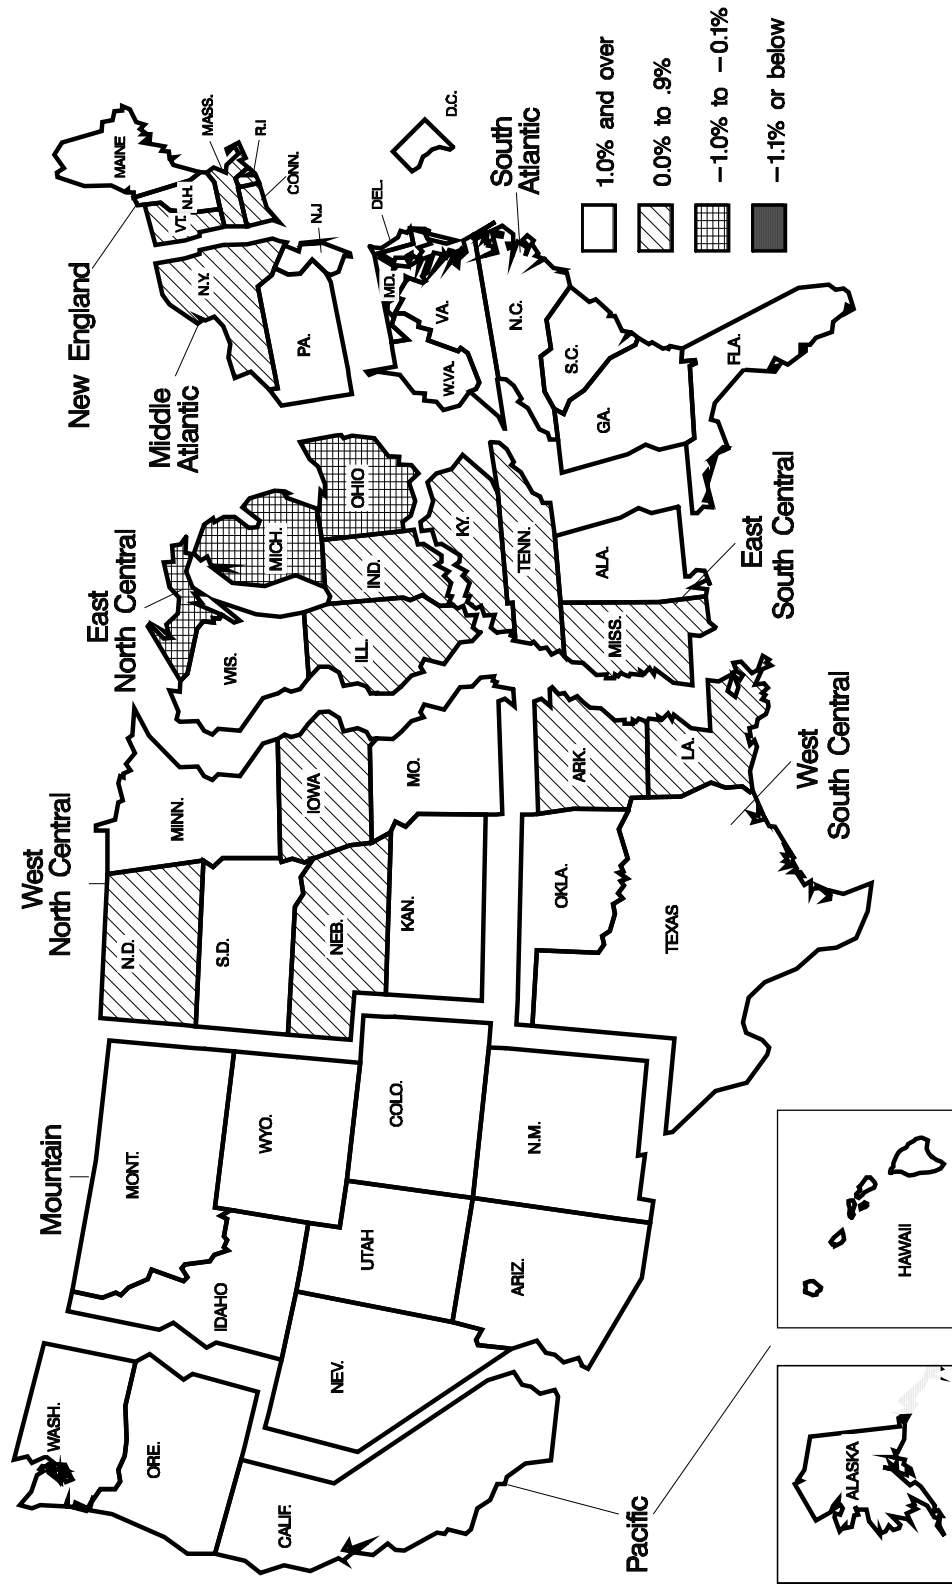 New England
Middle
Atlantic
East
North Central
West
North Central
Mountain
Pacific
West
South Central
East
South Central
South
Atlantic
WASH.
ORE.
CALIF.
NEV.
IDAHO
MONT.
WYO.
UTAH
COLO.
ARIZ.
N.M.
N.D.
S.D.
NEB.
KAN.
MINN.
IOWA
MO.
OKLA.
TEXAS
ARK.
LA.
WIS.
MICH.
ILL.
IND.
OHIO
KY.
TENN.
MISS.
ALA.
MAINE
N.H.
VT.
MASS.
R.I
CONN.
N.Y.
PA.
N.J
DEL.
MD.
D.C.
VA.
W.VA.
N.C.
S.C.
GA.
FLA.
ALASKA
HAWAII
1.0% and over
0.0% to .9%
−1.0% to −0.1%
−1.1% or below